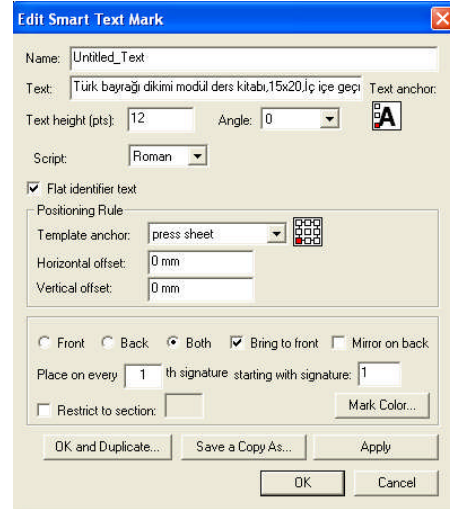 Edit Smart Text Mark
Name: Untitled_Text
Text: Türk bayrağı dikimi modül ders kitabı,15x20,İç içe geçi Text anchor:
Text height (pts): 12 Angle: 0 A
Script: Roman
Flat identifier text
Positioning Rule
Template anchor: press sheet
Horizontal offset: 0 mm
Vertical offset: 0 mm
Front Back Both Bring to front Mirror on back
Place on every 1 th signature starting with signature: 1
Restrict to section: Mark Color...
OK and Duplicate... Save a Copy As... Apply
OK Cancel